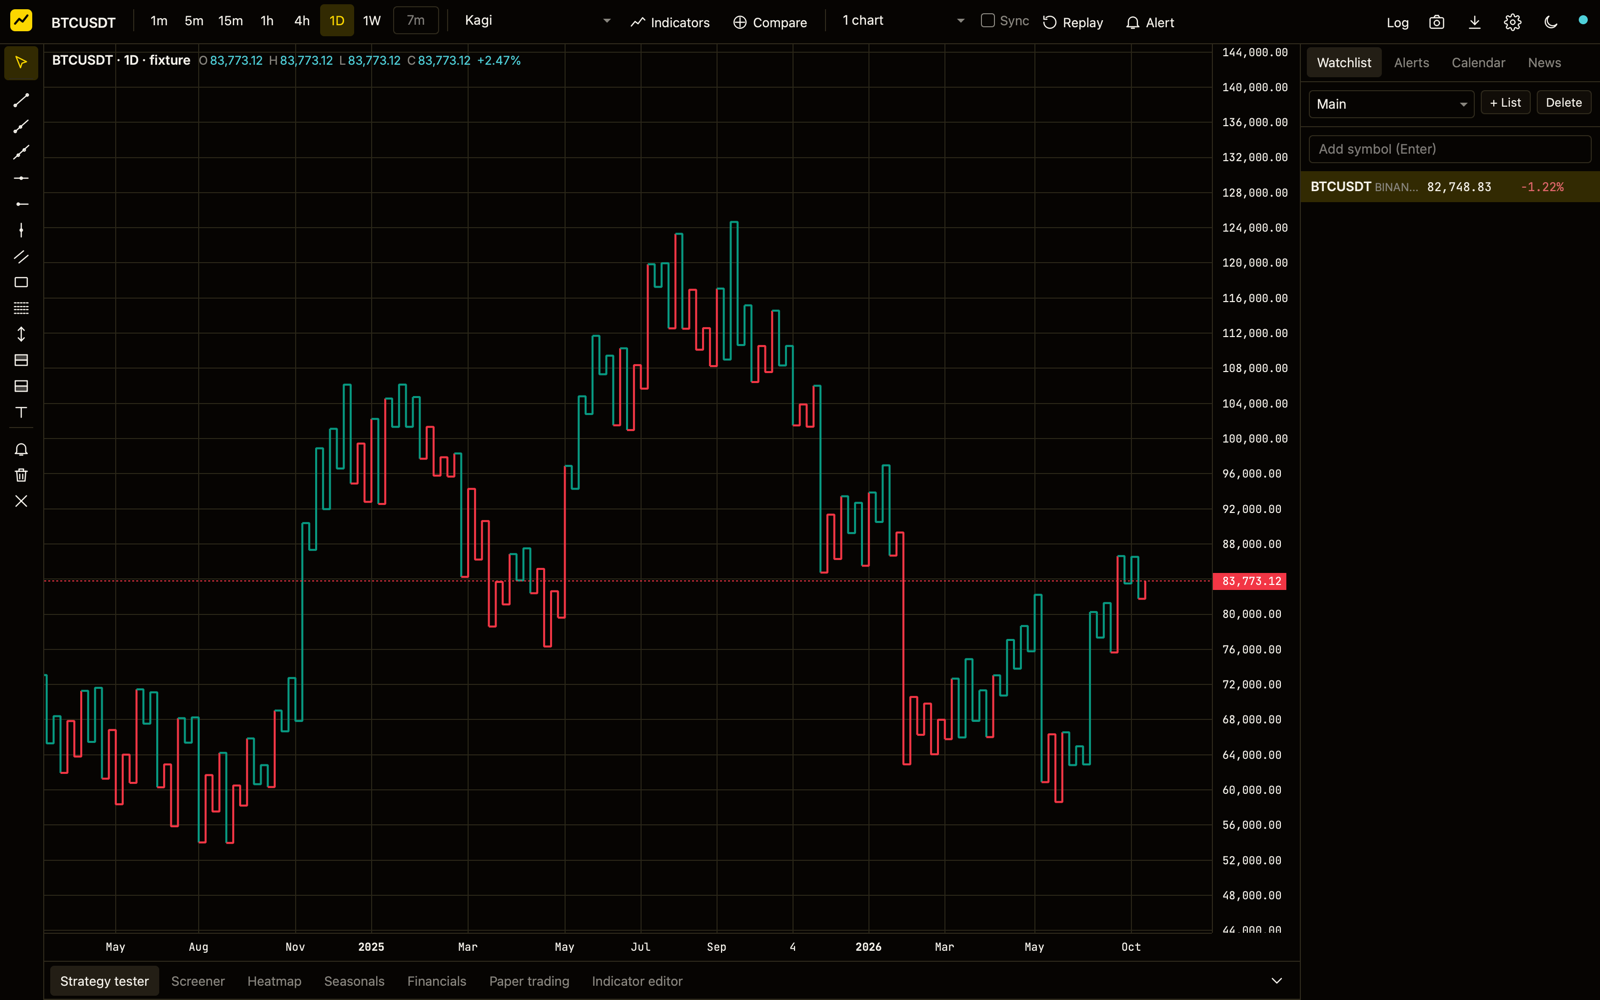 BTCUSDT 1m 5m 15m 1h 4h 1D 1W 7m Kagi Indicators Compare 1 chart Sync Replay Alert Log
BTCUSDT · 1D · fixture O 83,773.12 H 83,773.12 L 83,773.12 C 83,773.12 +2.47%
144,000.00
140,000.00
136,000.00
132,000.00
128,000.00
124,000.00
120,000.00
116,000.00
112,000.00
108,000.00
104,000.00
100,000.00
96,000.00
92,000.00
88,000.00
83,773.12
80,000.00
76,000.00
72,000.00
68,000.00
64,000.00
60,000.00
56,000.00
52,000.00
48,000.00
44,000.00
May Aug Nov 2025 Mar May Jul Sep 4 2026 Mar May Oct
Watchlist Alerts Calendar News
Main + List Delete
Add symbol (Enter)
BTCUSDT BINAN... 82,748.83 -1.22%
T
Strategy tester Screener Heatmap Seasonals Financials Paper trading Indicator editor